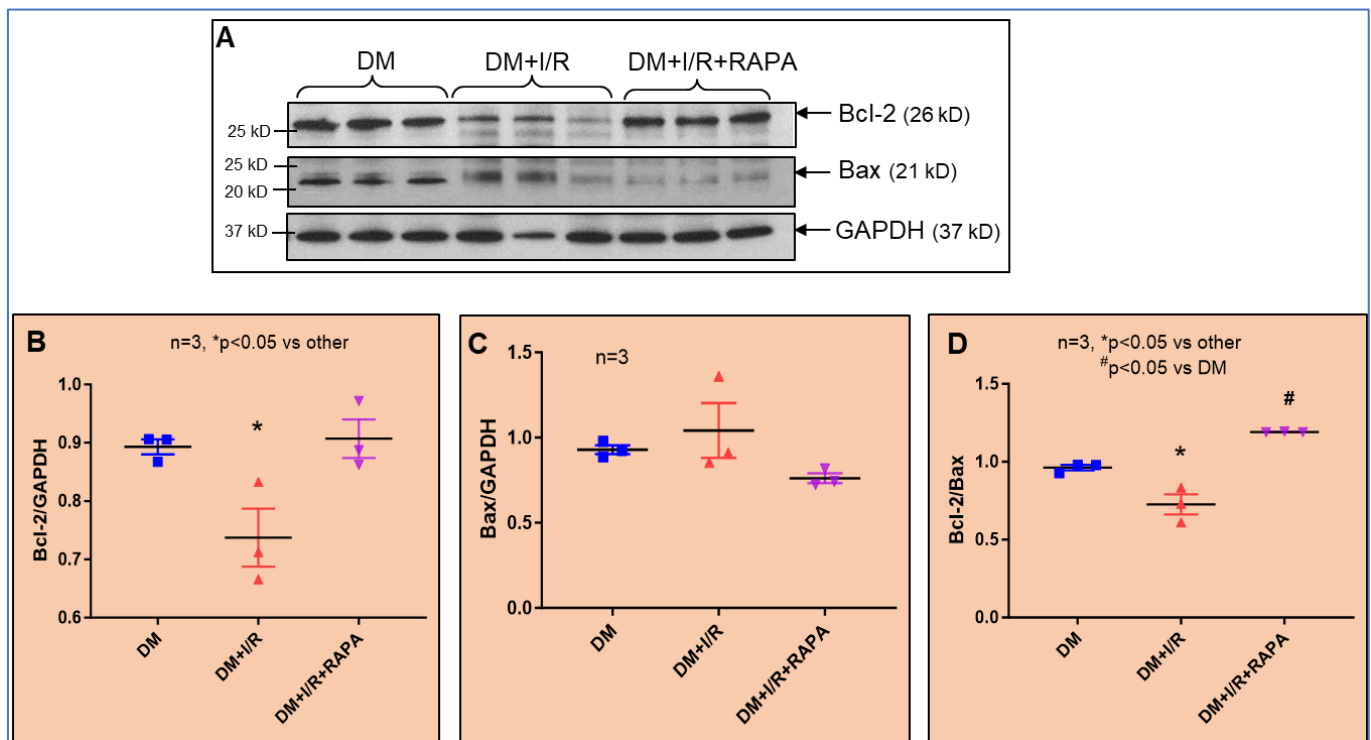 A
DM DM+I/R DM+I/R+RAPA
25 kD Bcl-2 (26 kD)
25 kD
20 kD Bax (21 kD)
37 kD GAPDH (37 kD)
B
n=3, *p<0.05 vs other
Bcl-2/GAPDH
1.0
0.9
0.8
0.7
0.6
*
DM
DM+I/R
DM+I/R+RAPA
C
n=3
Bax/GAPDH
1.5
1.0
0.5
0.0
DM
DM+I/R
DM+I/R+RAPA
D
n=3, *p<0.05 vs other
#p<0.05 vs DM
Bcl-2/Bax
1.5
1.0
0.5
0.0
*
#
DM
DM+I/R
DM+I/R+RAPA